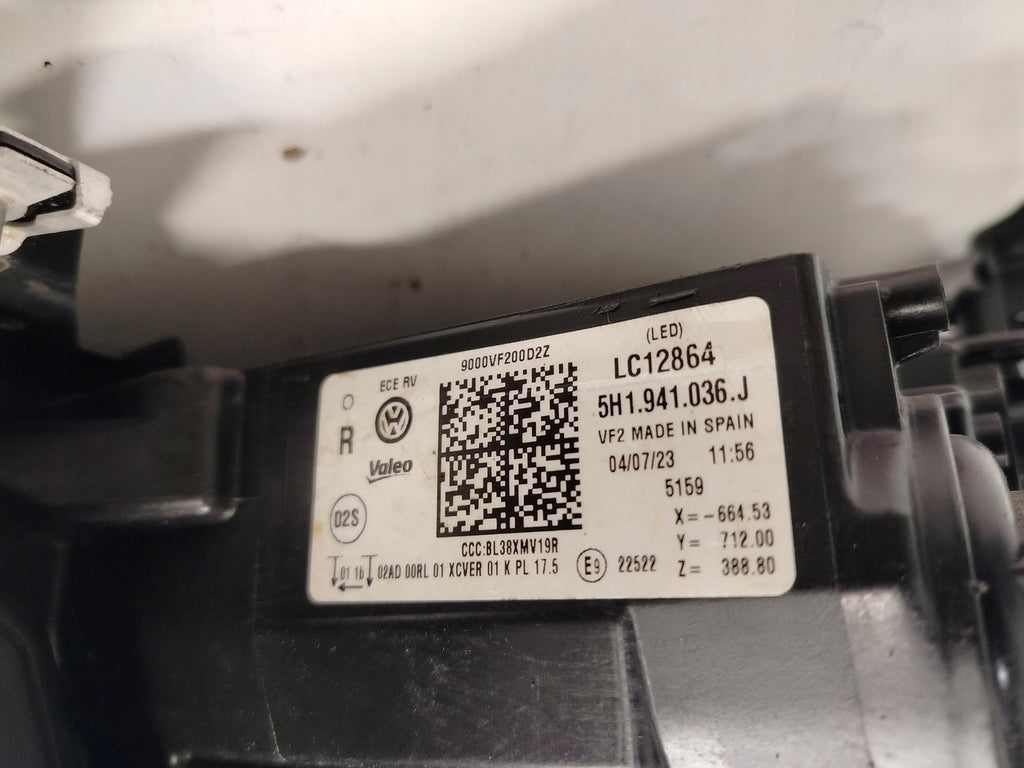 (LED)
9000VF200D2Z
LC12864
ECE RV
5H1.941.036.J
R
VF2 MADE IN SPAIN
Valeo
04/07/23 11:56
5159
02S
X= -664.53
CCC:BL38XMV19R
Y= 712.00
01 1b 02AD 00RL 01 XCVER 01 K PL 17.5 E9 22522
Z= 388.80